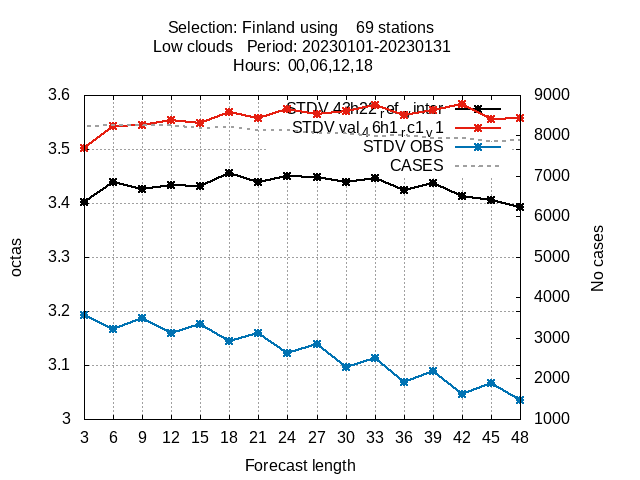 Selection: Finland using 69 stations
Low clouds Period: 20230101-20230131
Hours: 00,06,12,18
3.6
3.5
3.4
3.3
3.2
3.1
3
octas
STDV val46h1rc1v1
STDV OBS
CASES
9000
8000
7000
6000
5000
4000
3000
2000
1000
No cases
3 6 9 12 15 18 21 24 27 30 33 36 39 42 45 48
Forecast length